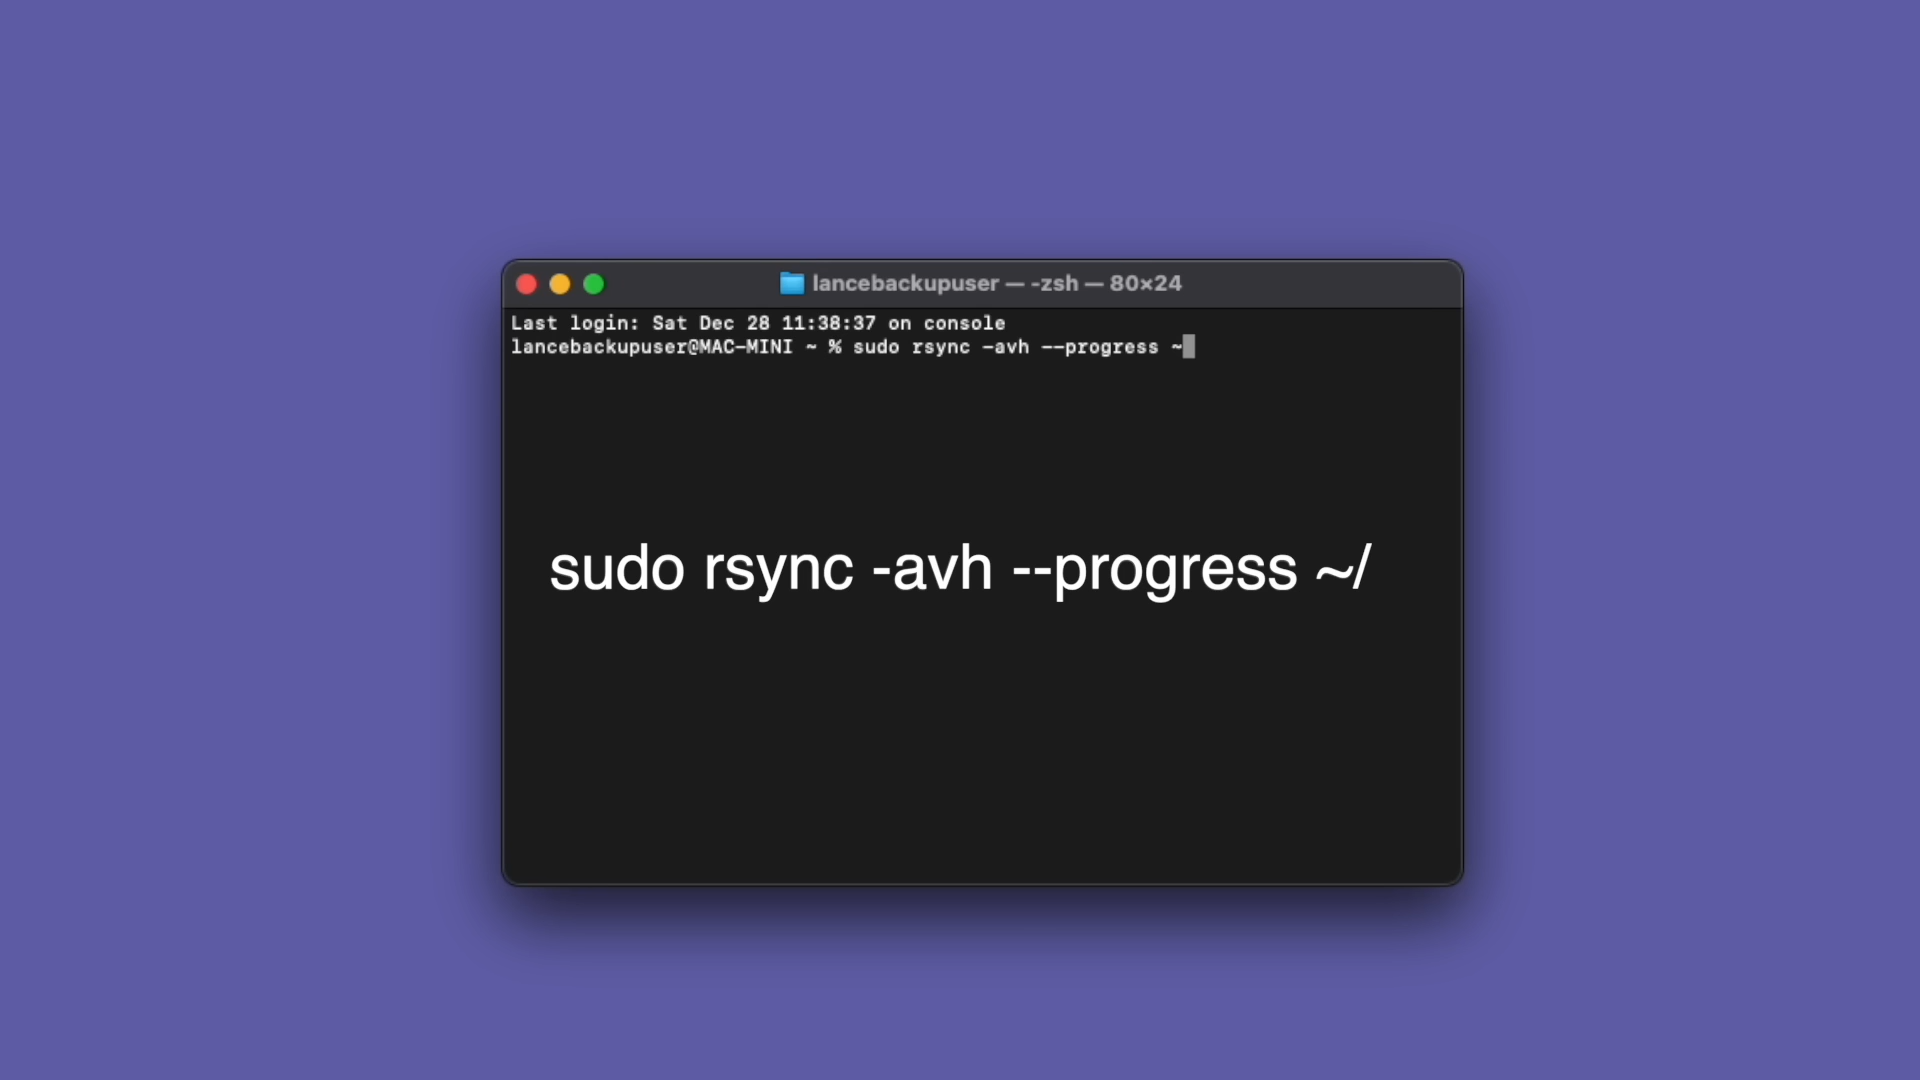 lancebackupuser — -zsh — 80×24
Last login: Sat Dec 28 11:38:37 on console
lancebackupuser@MAC-MINI ~ % sudo rsync -avh --progress ~
sudo rsync -avh --progress ~/